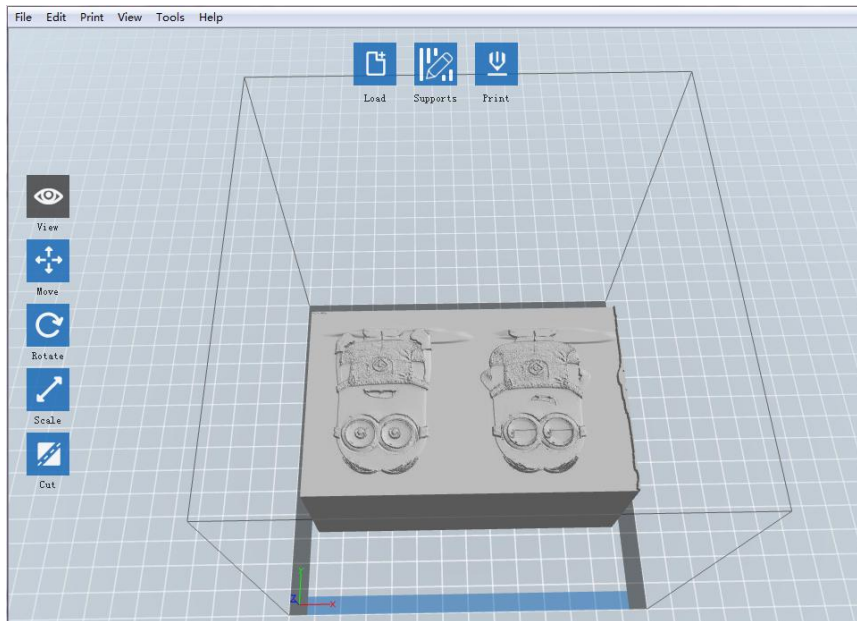 File Edit Print View Tools Help
Load Supports Print
View
Move
Rotate
Scale
Cut
Y
Z X